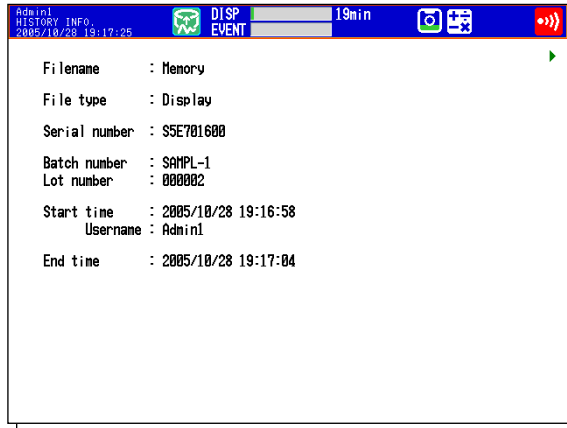 Admin1
HISTORY INFO.
2005/10/28 19:17:25
DISP 19min
EVENT
Filename : Memory
File type : Display
Serial number : S5E701600
Batch number : SAMPL-1
Lot number : 000002
Start time : 2005/10/28 19:16:58
Username : Admin1
End time : 2005/10/28 19:17:04